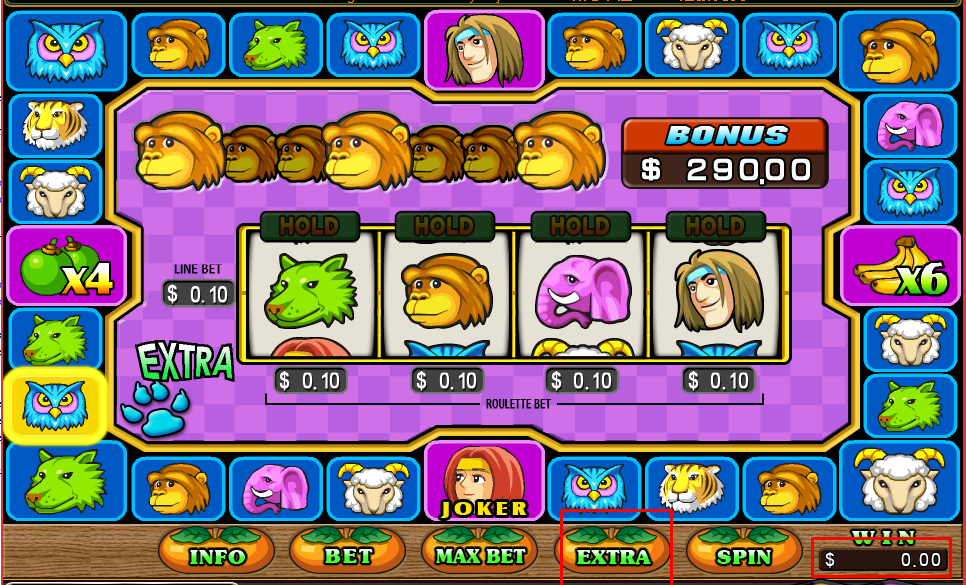 BONUS
$ 290.00
HOLD HOLD HOLD HOLD
x4
x6
LINE BET
$ 0.10
EXTRA
$ 0.10 $ 0.10 $ 0.10 $ 0.10
ROULETTE BET
JOKER
INFO BET MAX BET EXTRA SPIN
WIN
$ 0.00